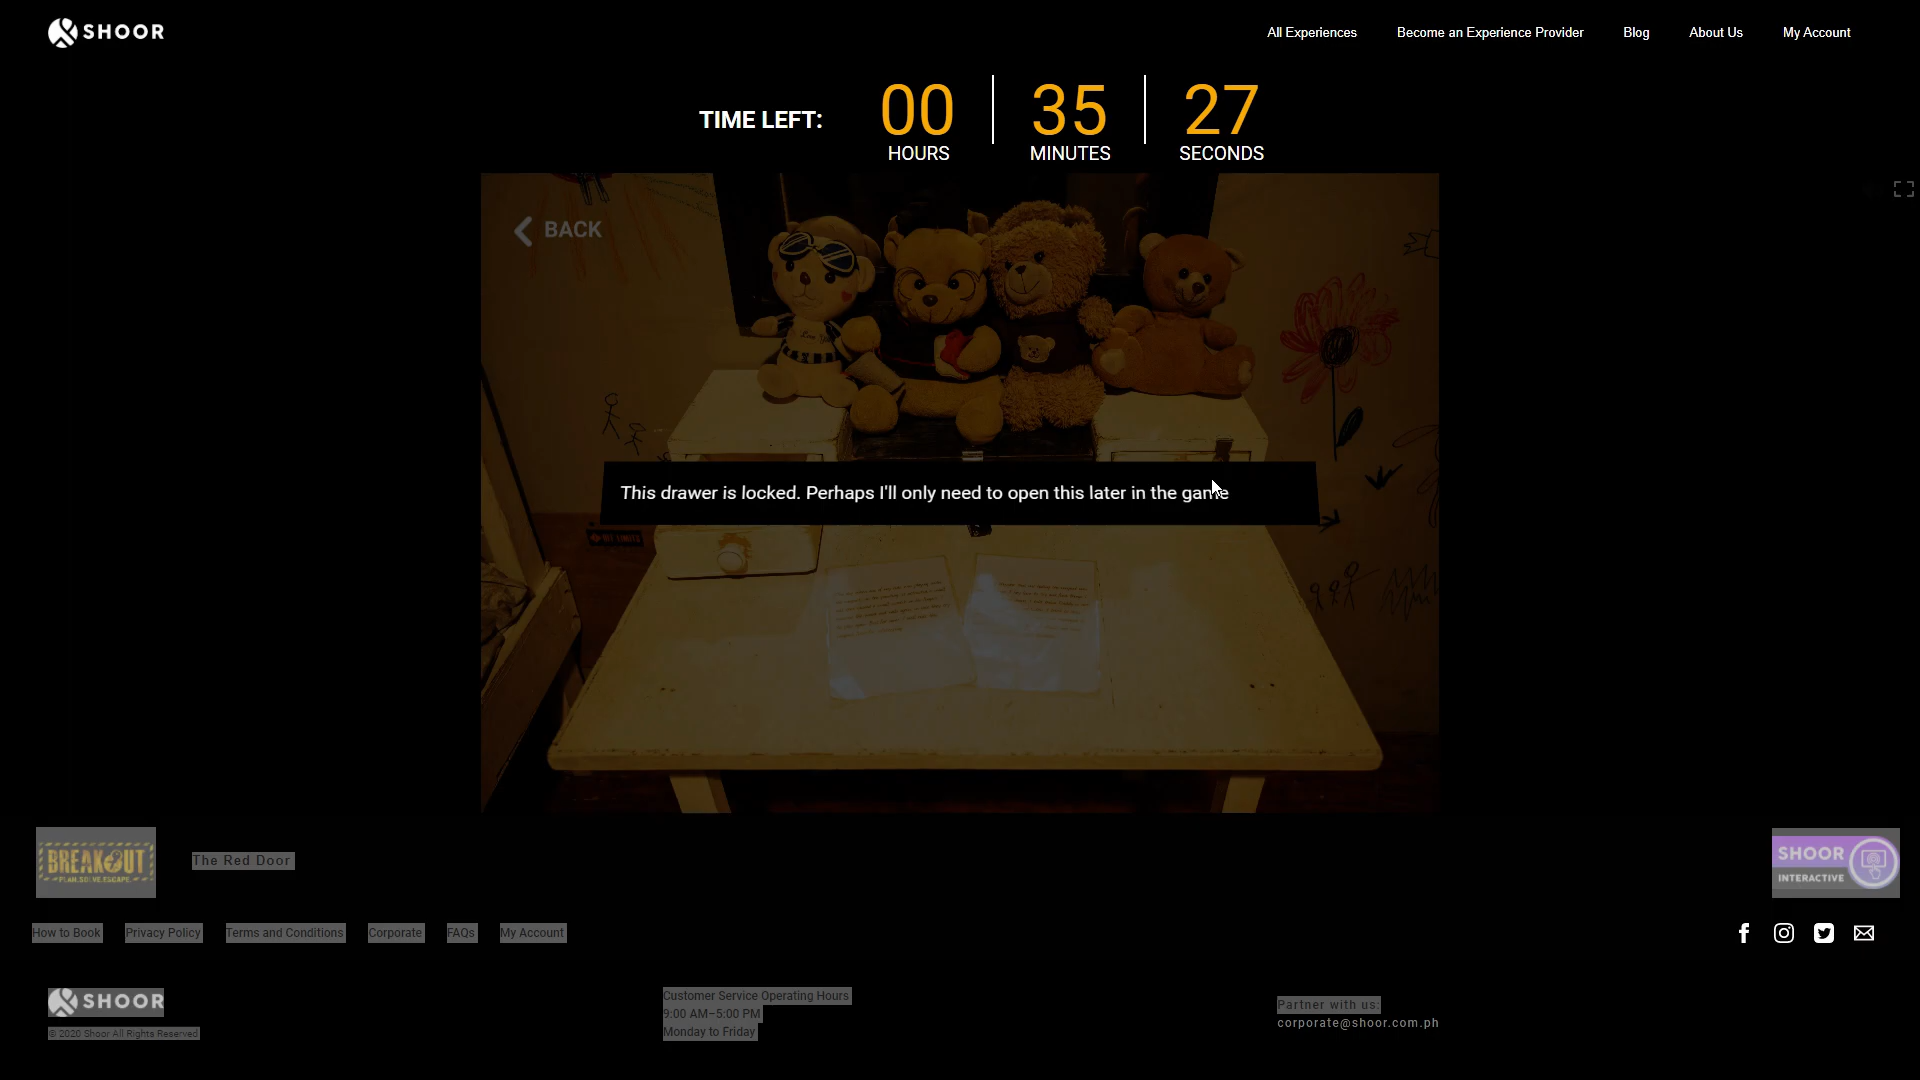 SHOOR
All Experiences
Become an Experience Provider
Blog
About Us
My Account
TIME LEFT:
00
35
27
HOURS
MINUTES
SECONDS
BACK
This drawer is locked. Perhaps I'll only need to open this later in the game
BREAKOUT
PLAN.SOLVE.ESCAPE
The Red Door
SHOOR
INTERACTIVE
How to Book
Privacy Policy
Terms and Conditions
Corporate
FAQs
My Account
SHOOR
© 2020 Shoor All Rights Reserved
Customer Service Operating Hours
9:00 AM–5:00 PM
Monday to Friday
Partner with us:
corporate@shoor.com.ph